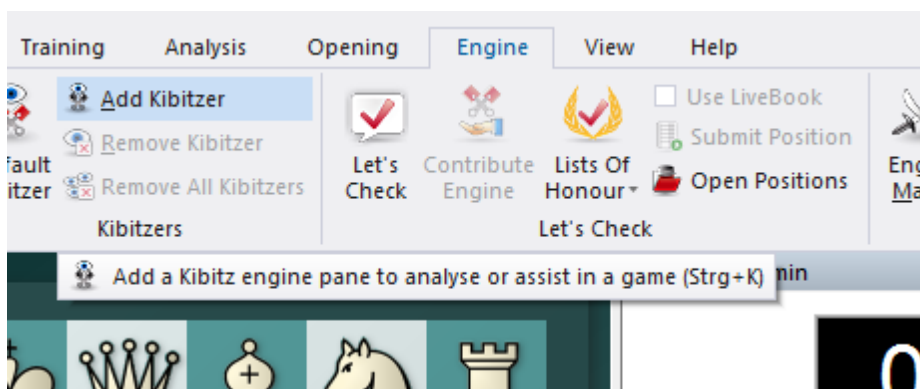 Training Analysis Opening Engine View Help
Add Kibitzer
Remove Kibitzer
Remove All Kibitzers
Kibitzers
Let's
Check
Contribute
Engine
Lists Of
Honour
Use LiveBook
Submit Position
Open Positions
Let's Check
Add a Kibitz engine pane to analyse or assist in a game (Strg+K)